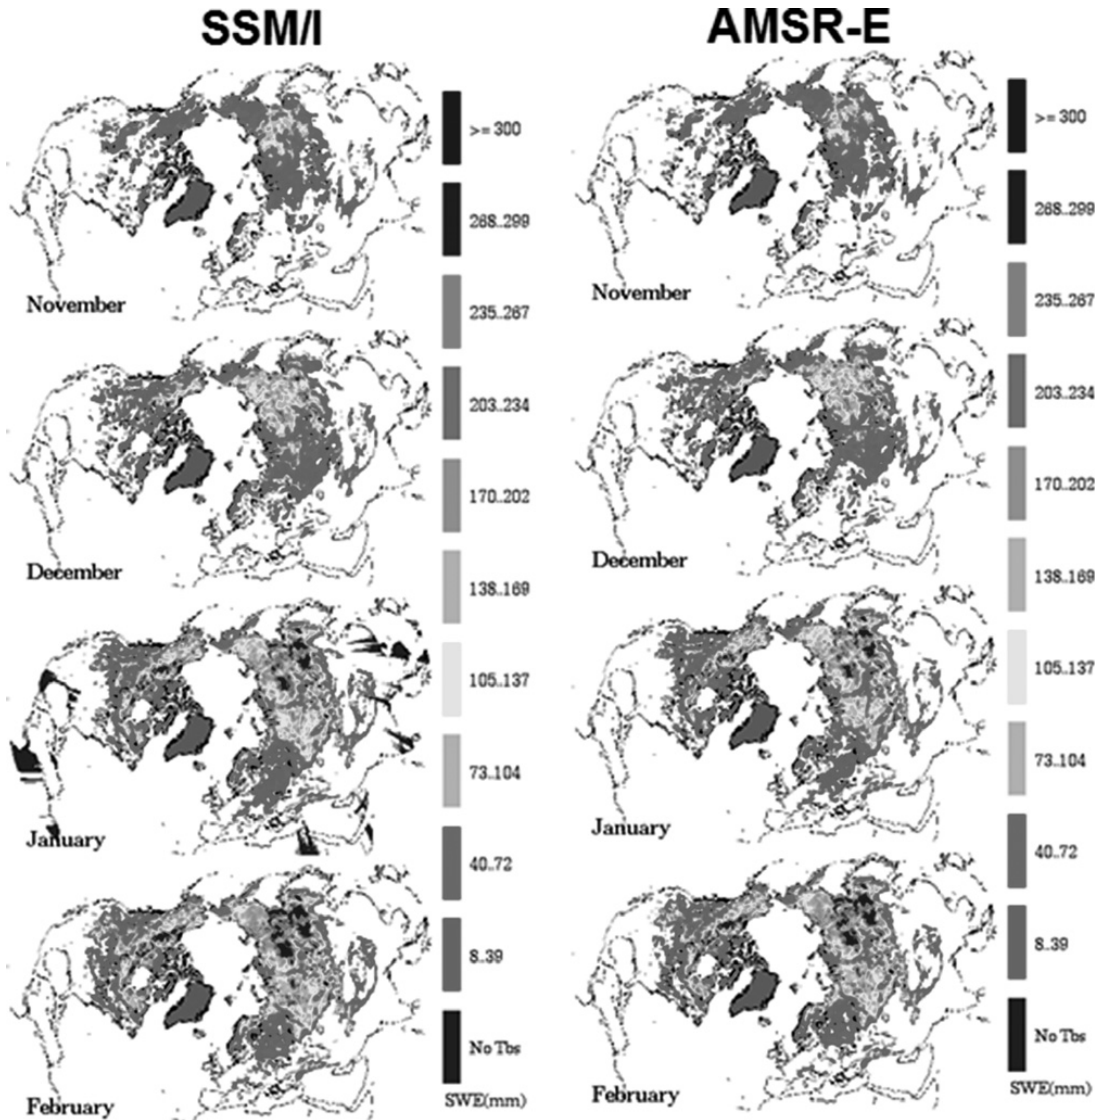 SSM/I
AMSR-E
>= 300
268..299
235..267
203..234
170..202
138..169
105..137
73..104
40..72
8..39
No Tbs
SWE(mm)
November
December
January
February
>= 300
268..299
235..267
203..234
170..202
138..169
105..137
73..104
40..72
8..39
No Tbs
SWE(mm)
November
December
January
February